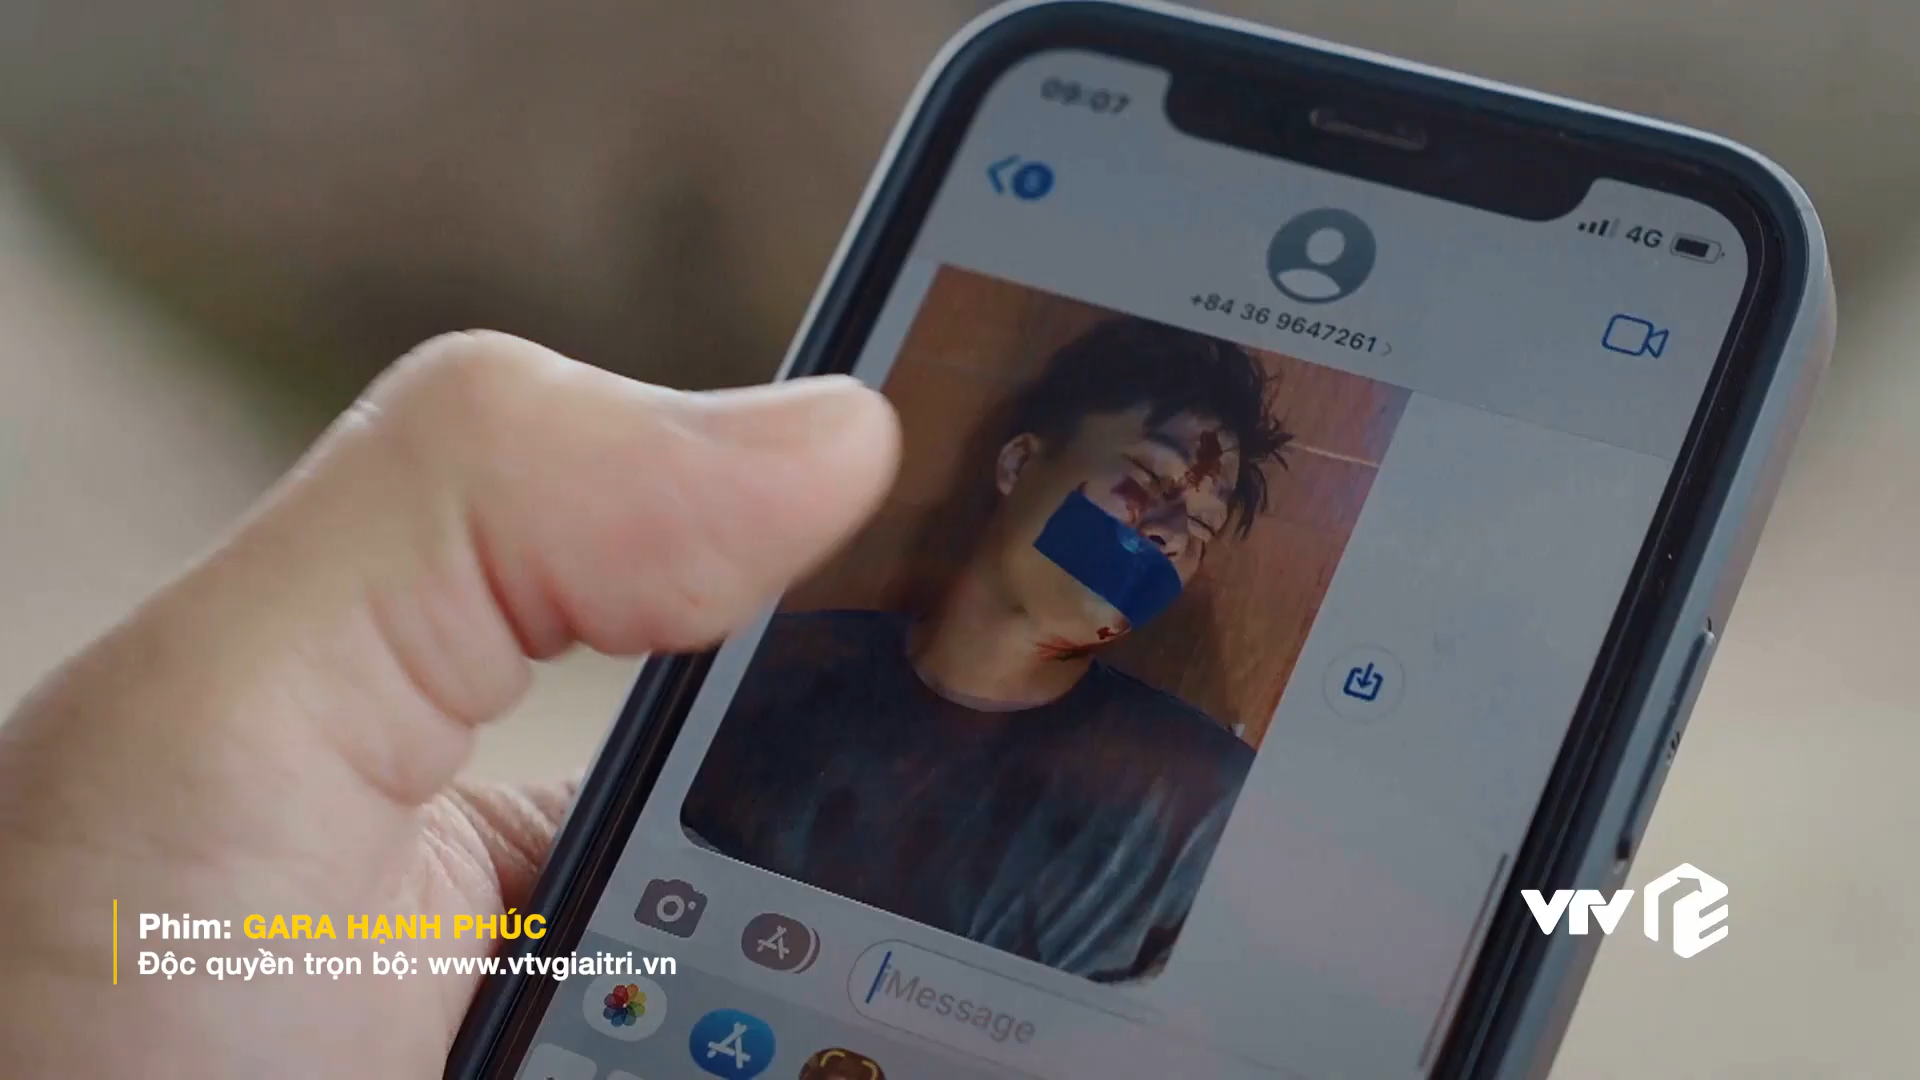 09:07
4G
+84 36 9647261
iMessage
Phim: GARA HẠNH PHÚC
Độc quyền trọn bộ: www.vtvgiaitri.vn
VTV